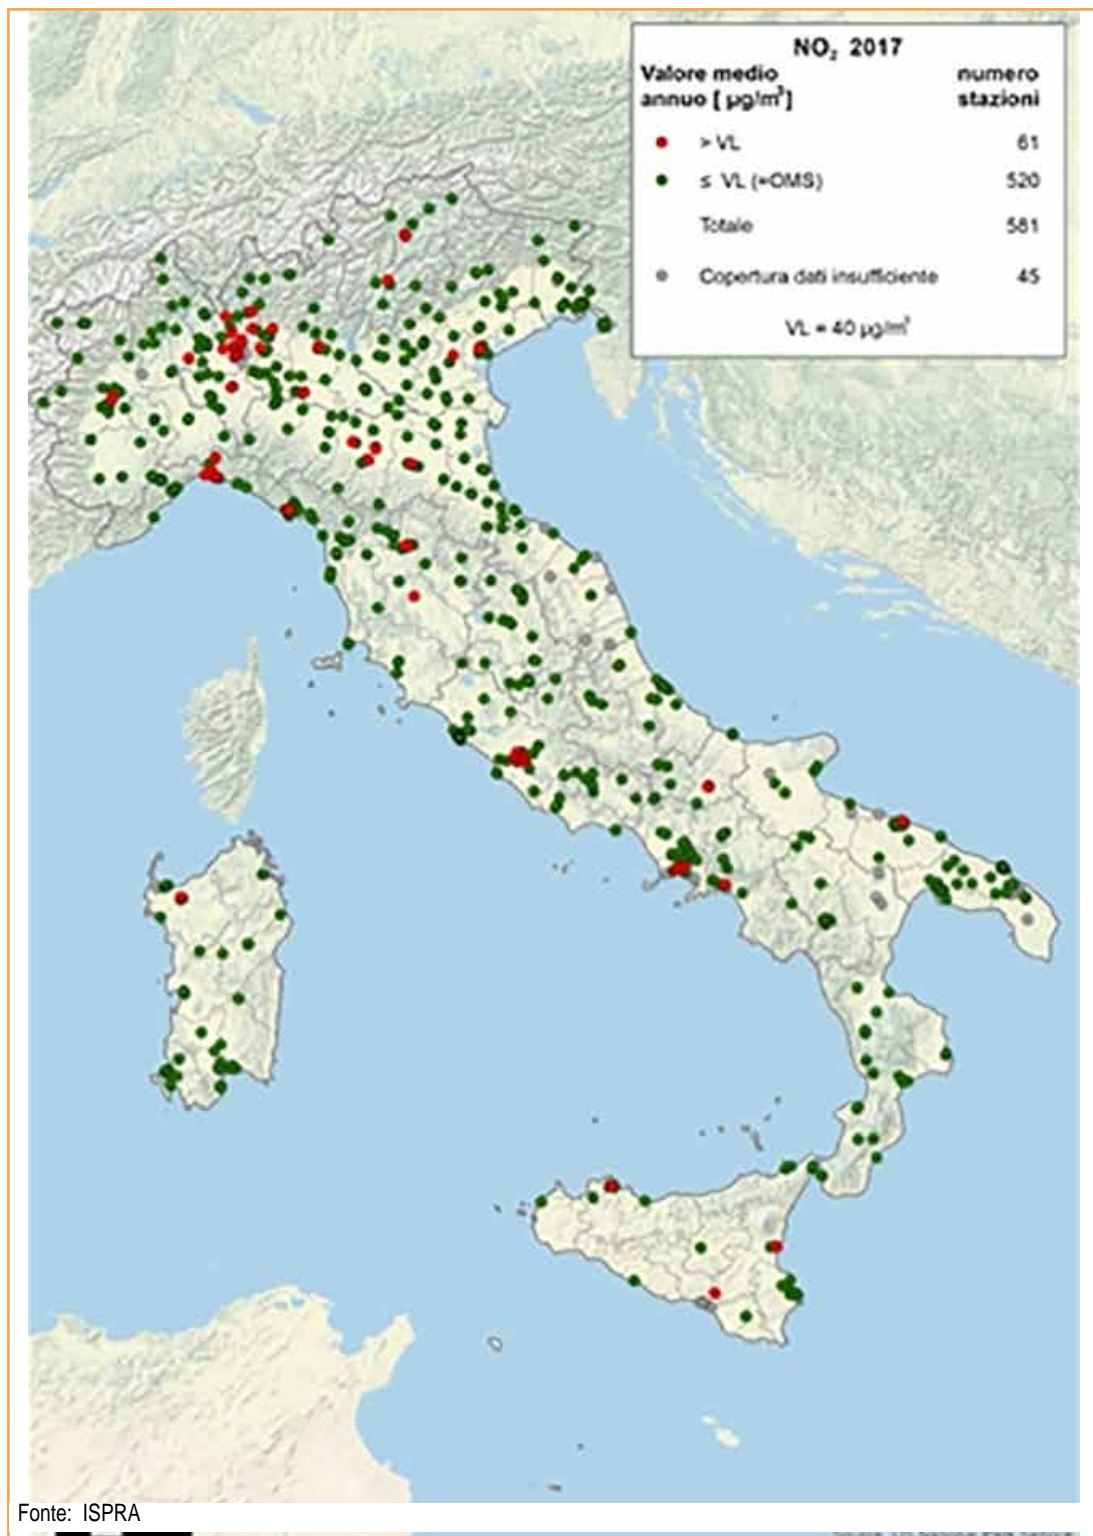 NO₂ 2017
Valore medio numero
annuo [ µg/m³] stazioni
> VL 61
≤ VL (=OMS) 520
Totale 581
Copertura dati insufficiente 45
VL = 40 µg/m³
Fonte: ISPRA